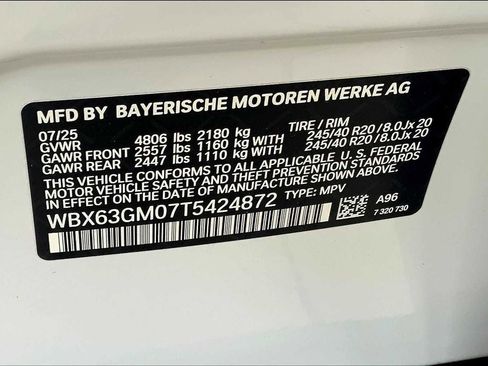 MFD BY BAYERISCHE MOTOREN WERKE AG
07/25 TIRE / RIM
GVWR 4806 lbs 2180 kg
GAWR FRONT 2557 lbs 1160 kg WITH 245/40 R20 / 8.0Jx 20
GAWR REAR 2447 lbs 1110 kg WITH 245/40 R20 / 8.0Jx 20
THIS VEHICLE CONFORMS TO ALL APPLICABLE U.S. FEDERAL
MOTOR VEHICLE SAFETY AND THEFT PREVENTION STANDARDS
IN EFFECT ON THE DATE OF MANUFACTURE SHOWN ABOVE.
WBX63GM07T5424872 TYPE: MPV
A96
7 320 730